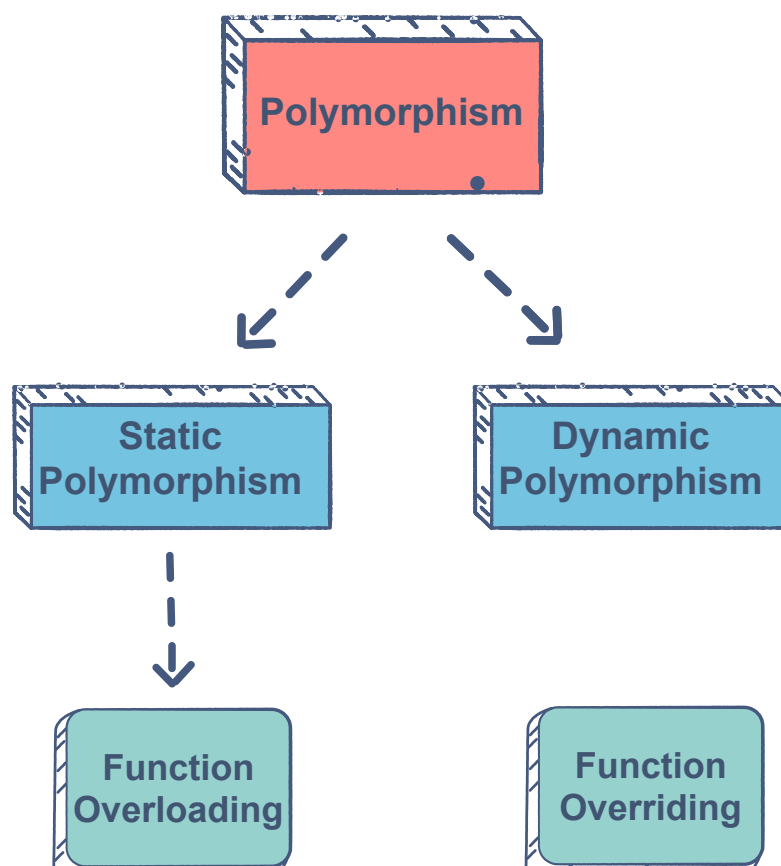 Polymorphism
Static
Polymorphism
Dynamic
Polymorphism
Function
Overloading
Function
Overriding